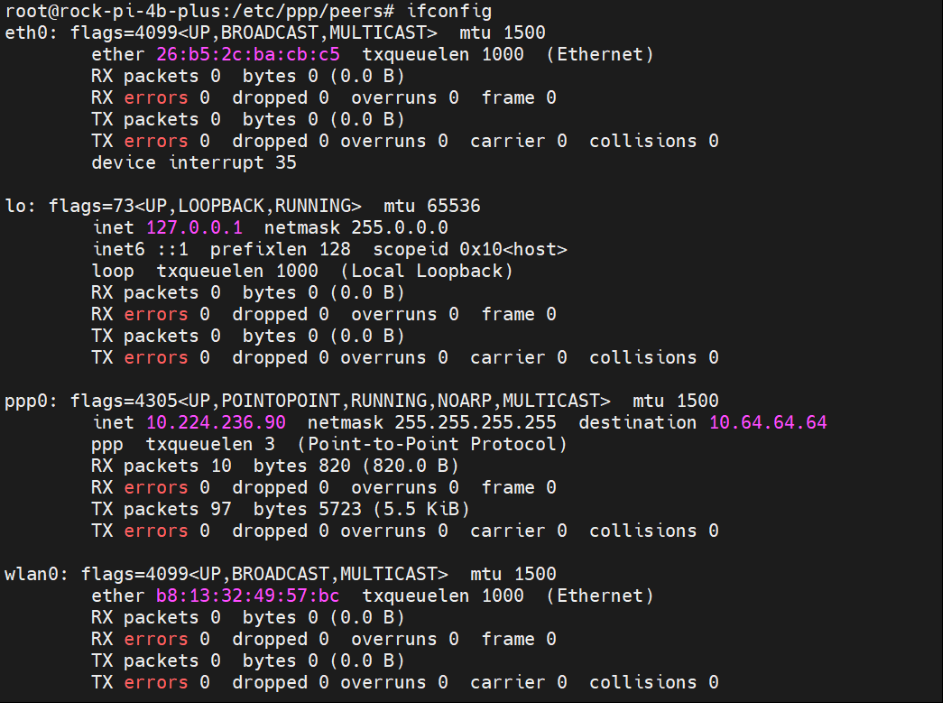 root@rock-pi-4b-plus:/etc/ppp/peers# ifconfig
eth0: flags=4099<UP,BROADCAST,MULTICAST>  mtu 1500
        ether 26:b5:2c:ba:cb:c5  txqueuelen 1000  (Ethernet)
        RX packets 0  bytes 0 (0.0 B)
        RX errors 0  dropped 0  overruns 0  frame 0
        TX packets 0  bytes 0 (0.0 B)
        TX errors 0  dropped 0 overruns 0  carrier 0  collisions 0
        device interrupt 35

lo: flags=73<UP,LOOPBACK,RUNNING>  mtu 65536
        inet 127.0.0.1  netmask 255.0.0.0
        inet6 ::1  prefixlen 128  scopeid 0x10<host>
        loop  txqueuelen 1000  (Local Loopback)
        RX packets 0  bytes 0 (0.0 B)
        RX errors 0  dropped 0  overruns 0  frame 0
        TX packets 0  bytes 0 (0.0 B)
        TX errors 0  dropped 0 overruns 0  carrier 0  collisions 0

ppp0: flags=4305<UP,POINTOPOINT,RUNNING,NOARP,MULTICAST>  mtu 1500
        inet 10.224.236.90  netmask 255.255.255.255  destination 10.64.64.64
        ppp  txqueuelen 3  (Point-to-Point Protocol)
        RX packets 10  bytes 820 (820.0 B)
        RX errors 0  dropped 0  overruns 0  frame 0
        TX packets 97  bytes 5723 (5.5 KiB)
        TX errors 0  dropped 0 overruns 0  carrier 0  collisions 0

wlan0: flags=4099<UP,BROADCAST,MULTICAST>  mtu 1500
        ether b8:13:32:49:57:bc  txqueuelen 1000  (Ethernet)
        RX packets 0  bytes 0 (0.0 B)
        RX errors 0  dropped 0  overruns 0  frame 0
        TX packets 0  bytes 0 (0.0 B)
        TX errors 0  dropped 0 overruns 0  carrier 0  collisions 0